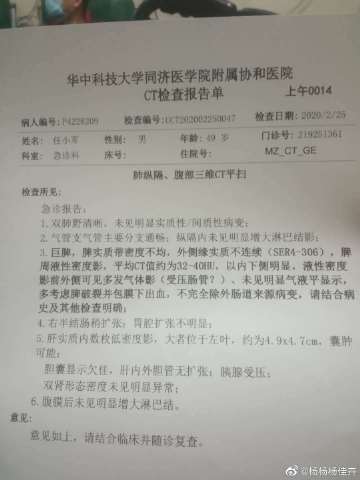 华中科技大学同济医学院附属协和医院
CT检查报告单
上午0014
病人编号: P4228209
检查编号: OCT202002250047
检查日期: 2020/2/25
姓名: 任小军
性别: 男
年龄: 49 岁
门诊号: 219251361
科室: 急诊科
床号:
住院号:
MZ_CT_GE
肺纵隔、腹部三维CT平扫
检查所见:
急诊报告:
1. 双肺野清晰, 未见明显实质性/间质性病变;
2. 气管支气管主要分支通畅; 纵隔内未见明显增大淋巴结影;
3. 巨脾, 脾实质带密度不均, 外侧缘实质不连续 (SER4-306), 脾
周液性密度影, 平均CT值约为32-40HU, 以内下侧明显, 液性密度
影前外侧可见多发气体影 (受压肠管?)、未见明显气液平显示,
多考虑脾破裂并包膜下出血, 不完全除外肠道来源病变, 请结合病
史及其他检查明确;
4. 右半结肠稍扩张; 胃腔扩张不明显;
5. 肝实质内数枚低密度影, 大者位于左叶, 约为4.9x4.7cm, 囊肿
可能;
胆囊显示欠佳, 肝内外胆管无扩张; 胰腺受压;
双肾形态密度未见明显异常;
6. 腹膜后未见明显增大淋巴结。
意见:
意见如上, 请结合临床并随诊复查。
@杨杨杨佳卉